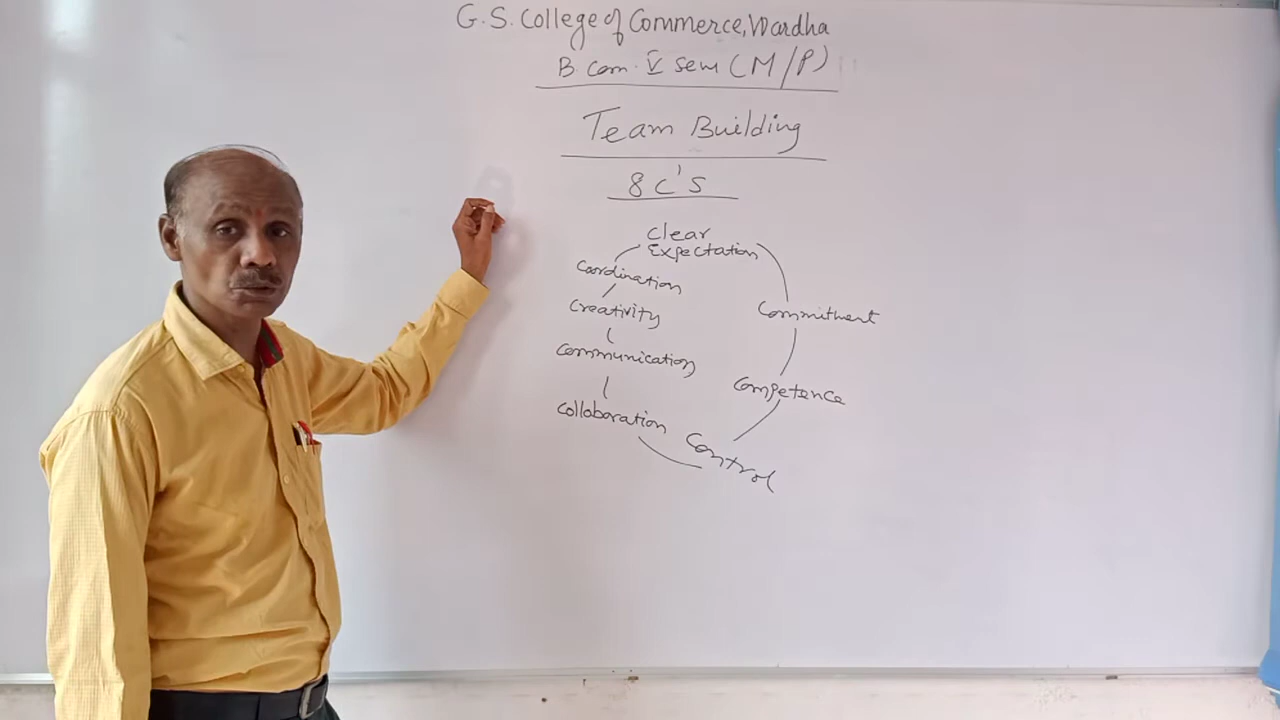 G.S. College of Commerce, Wardha
B.Com. V sem (M/P)
Team Building
8 C's
Clear
Expectation
Coordination
Creativity
Commitment
Communication
Competence
Collaboration
Control